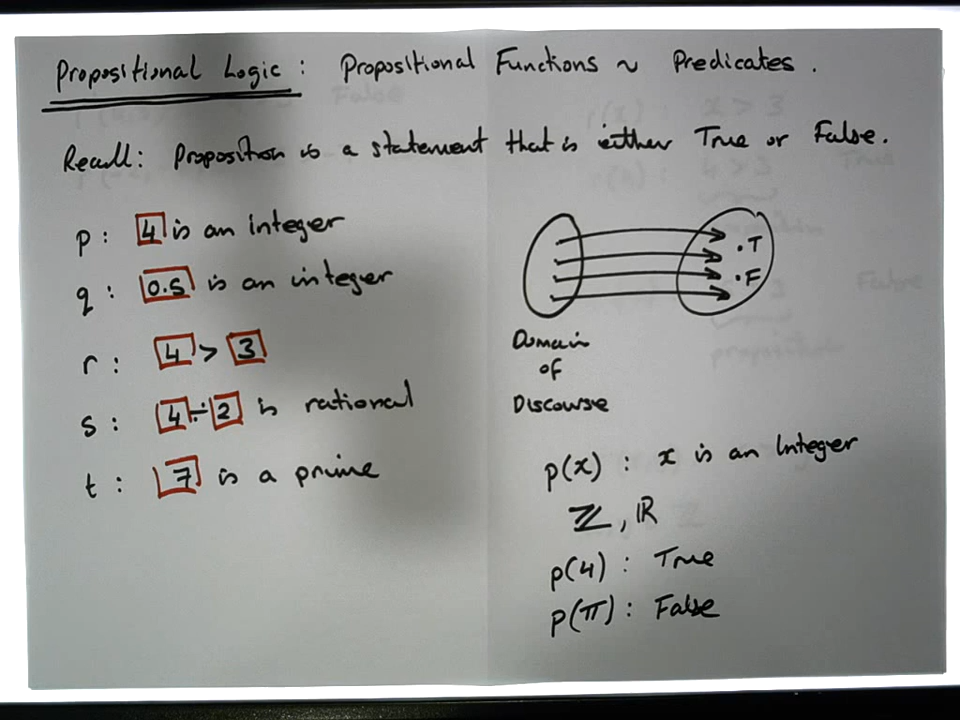 Propositional Logic : Propositional Functions ~ Predicates .
Recall : Proposition is a statement that is either True or False .
p : 4 is an integer
q : 0.5 is an integer
r : 4 > 3
s : 4 ÷ 2 is rational
t : 7 is a prime
. T
. F
Domain
of
Discourse
p(x) : x is an Integer
ℤ , ℝ
p(4) : True
p(π) : False